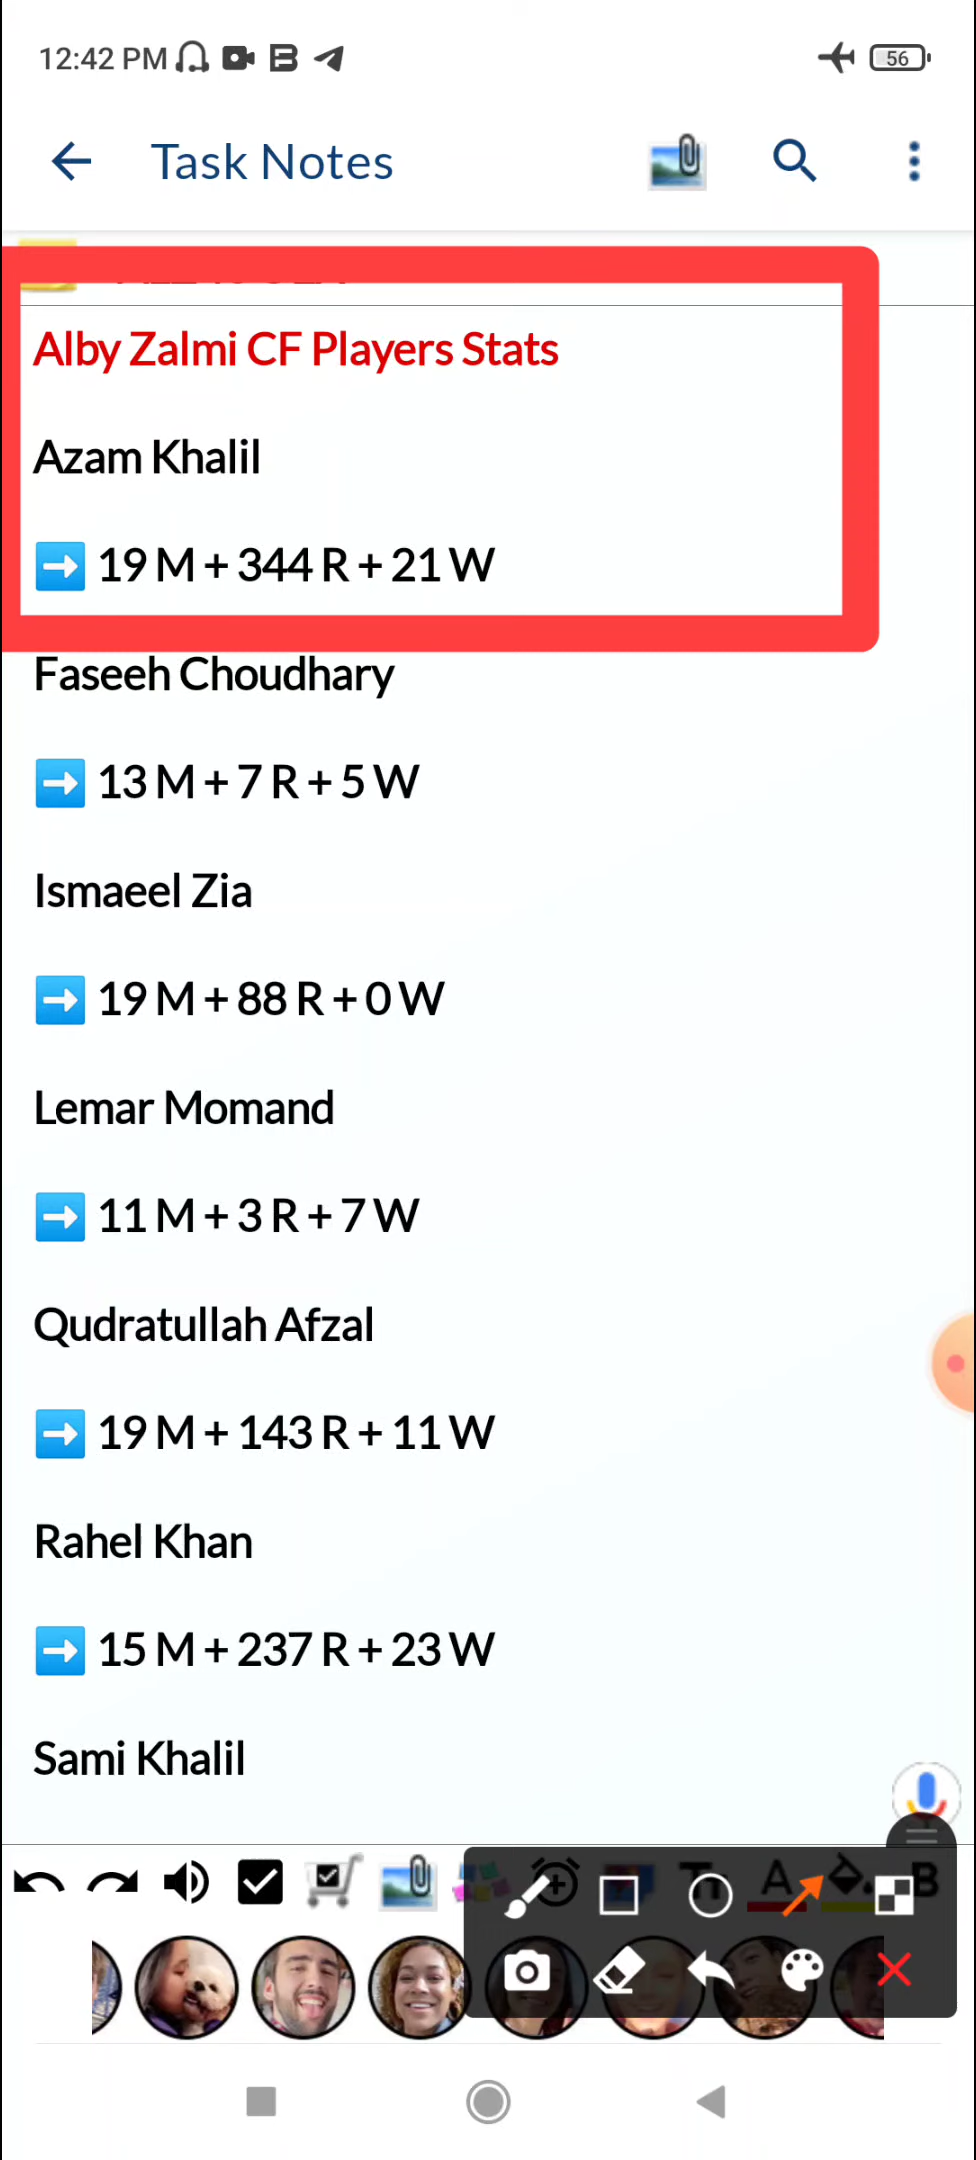 12:42 PM
56
Task Notes
Alby Zalmi CF Players Stats
Azam Khalil
➡ 19 M + 344 R + 21 W
Faseeh Choudhary
➡ 13 M + 7 R + 5 W
Ismaeel Zia
➡ 19 M + 88 R + 0 W
Lemar Momand
➡ 11 M + 3 R + 7 W
Qudratullah Afzal
➡ 19 M + 143 R + 11 W
Rahel Khan
➡ 15 M + 237 R + 23 W
Sami Khalil